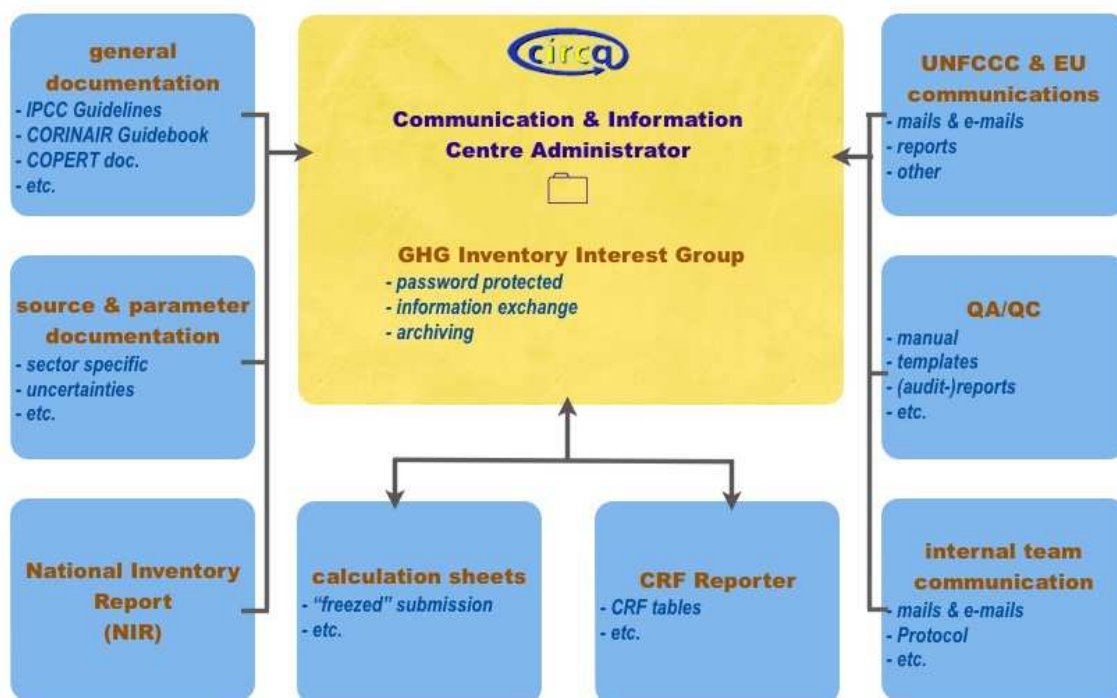 general
documentation
- IPCC Guidelines
- CORINAIR Guidebook
- COPERT doc.
- etc.
source & parameter
documentation
- sector specific
- uncertainties
- etc.
National Inventory
Report
(NIR)
circa
Communication & Information
Centre Administrator
GHG Inventory Interest Group
- password protected
- information exchange
- archiving
calculation sheets
- “freezed” submission
- etc.
CRF Reporter
- CRF tables
- etc.
UNFCCC & EU
communications
- mails & e-mails
- reports
- other
QA/QC
- manual
- templates
- (audit-)reports
- etc.
internal team
communication
- mails & e-mails
- Protocol
- etc.